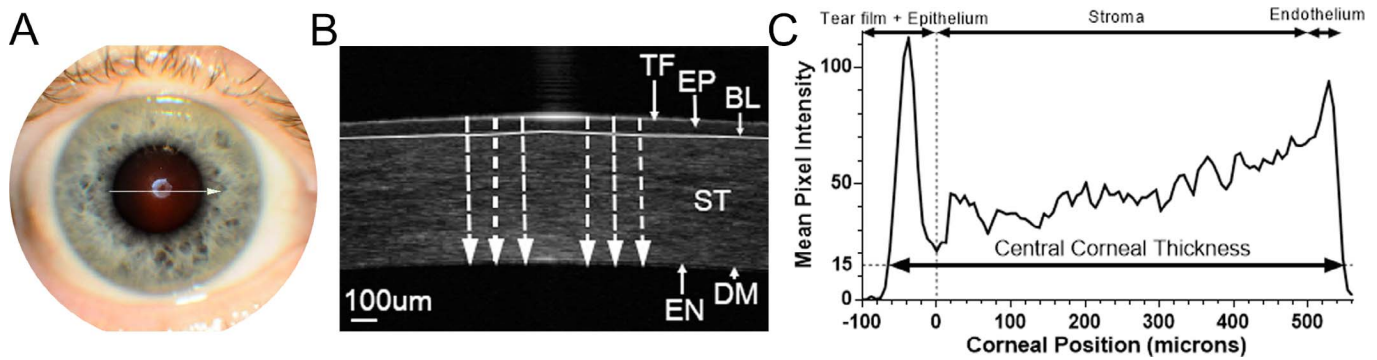 A
B
TF
EP
BL
ST
EN
DM
100um
C
Tear film + Epithelium
Stroma
Endothelium
Mean Pixel Intensity
100
50
15
0
Central Corneal Thickness
-100
0
100
200
300
400
500
Corneal Position (microns)